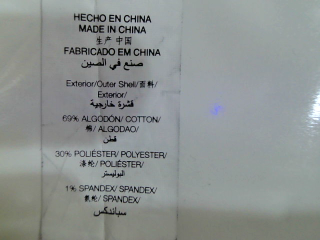 HECHO EN CHINA
MADE IN CHINA
生产 中国
FABRICADO EM CHINA
صنع في الصين
Exterior/Outer Shell/面料/
Exterior/
قشرة خارجية
69% ALGODÓN/ COTTON/
棉/ ALGODAO/
قطن
30% POLIÉSTER/ POLYESTER/
涤纶/ POLIÉSTER/
البوليستر
1% SPANDEX/ SPANDEX/
氨纶/ SPANDEX/
سباندكس